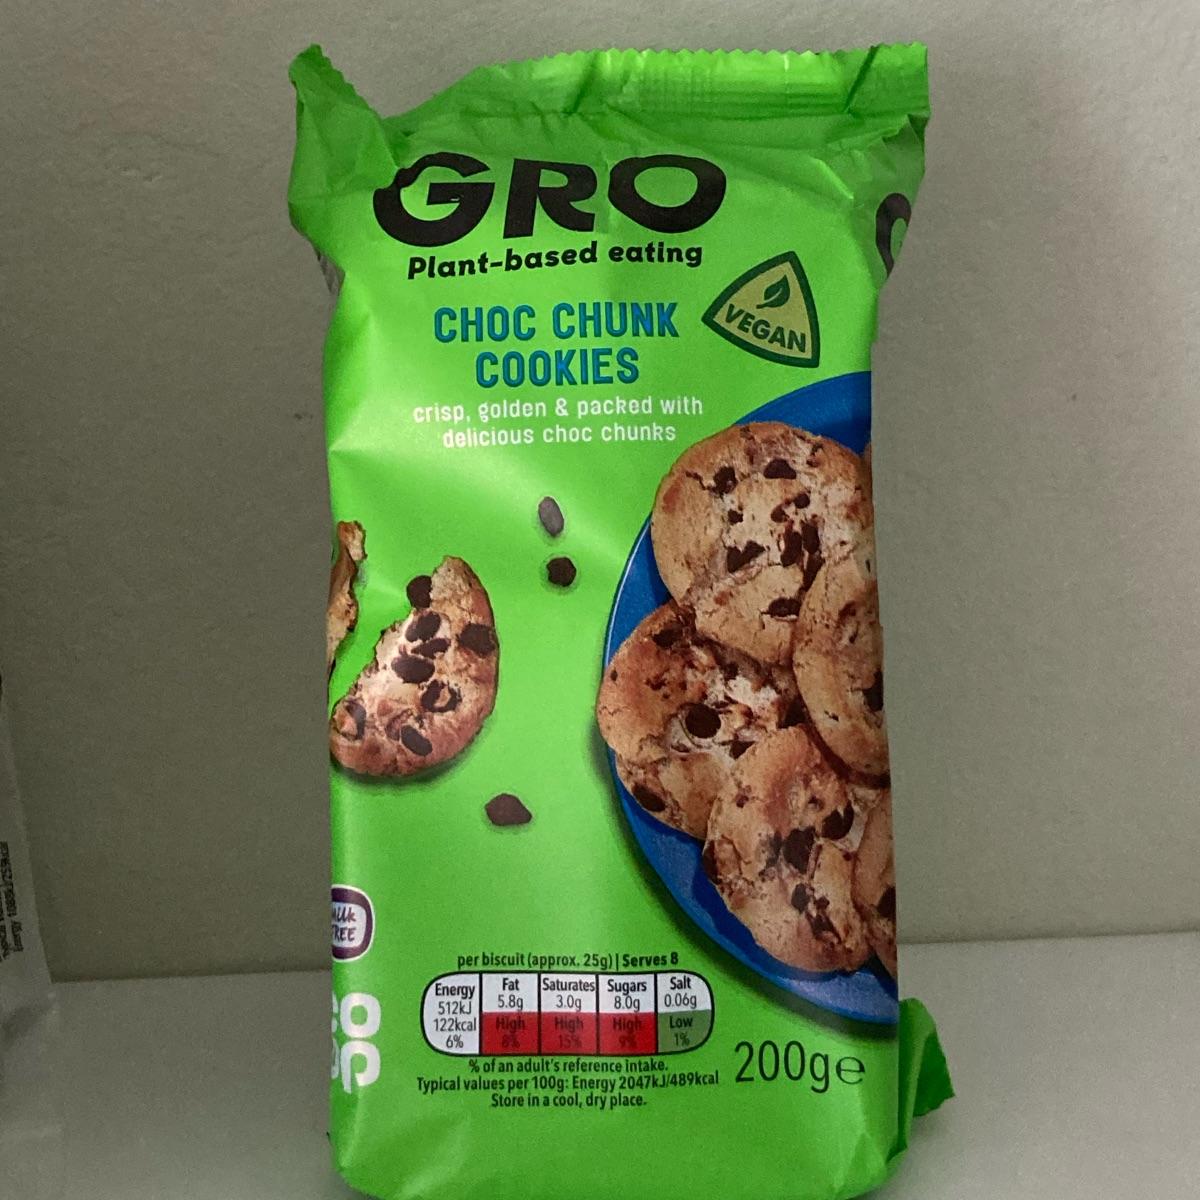 GRO
Plant-based eating
CHOC CHUNK
COOKIES
VEGAN
crisp, golden & packed with
delicious choc chunks
REE
per biscuit (approx. 25g) | Serves 8
Energy 512kJ 122kcal 6%
Fat 5.8g High 8%
Saturates 3.0g High 15%
Sugars 8.0g High 9%
Salt 0.06g Low 1%
% of an adult's reference intake.
Typical values per 100g: Energy 2047kJ/489kcal
Store in a cool, dry place.
200g℮